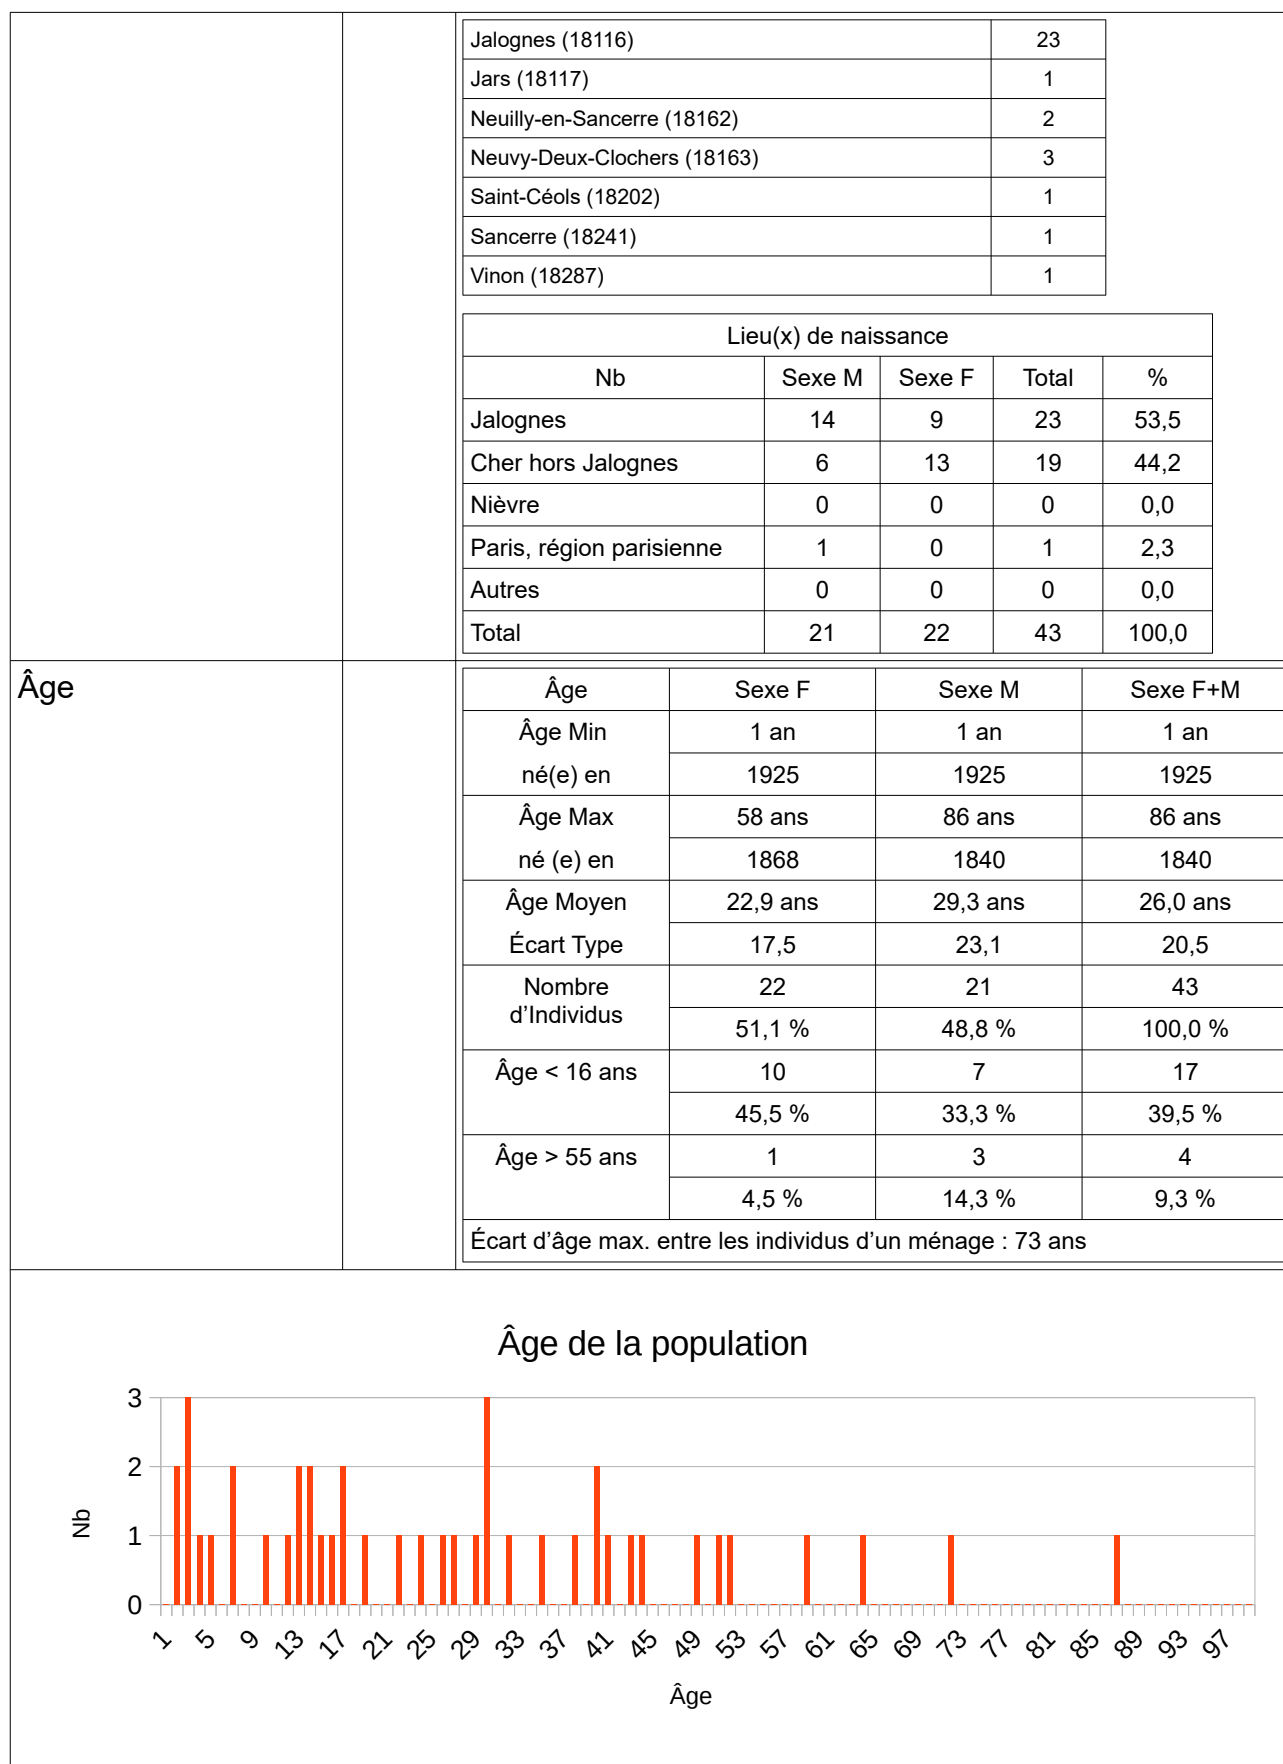 Jalognes (18116) 23
Jars (18117) 1
Neuilly-en-Sancerre (18162) 2
Neuvy-Deux-Clochers (18163) 3
Saint-Céols (18202) 1
Sancerre (18241) 1
Vinon (18287) 1
Lieu(x) de naissance
Nb Sexe M Sexe F Total %
Jalognes 14 9 23 53,5
Cher hors Jalognes 6 13 19 44,2
Nièvre 0 0 0 0,0
Paris, région parisienne 1 0 1 2,3
Autres 0 0 0 0,0
Total 21 22 43 100,0
Âge
Âge Sexe F Sexe M Sexe F+M
Âge Min 1 an 1 an 1 an
né(e) en 1925 1925 1925
Âge Max 58 ans 86 ans 86 ans
né (e) en 1868 1840 1840
Âge Moyen 22,9 ans 29,3 ans 26,0 ans
Écart Type 17,5 23,1 20,5
Nombre 22 21 43
d'Individus 51,1 % 48,8 % 100,0 %
Âge < 16 ans 10 7 17
45,5 % 33,3 % 39,5 %
Âge > 55 ans 1 3 4
4,5 % 14,3 % 9,3 %
Écart d'âge max. entre les individus d'un ménage : 73 ans
Âge de la population
3
2
1
0
Nb
1 5 9 13 17 21 25 29 33 37 41 45 49 53 57 61 65 69 73 77 81 85 89 93 97
Âge